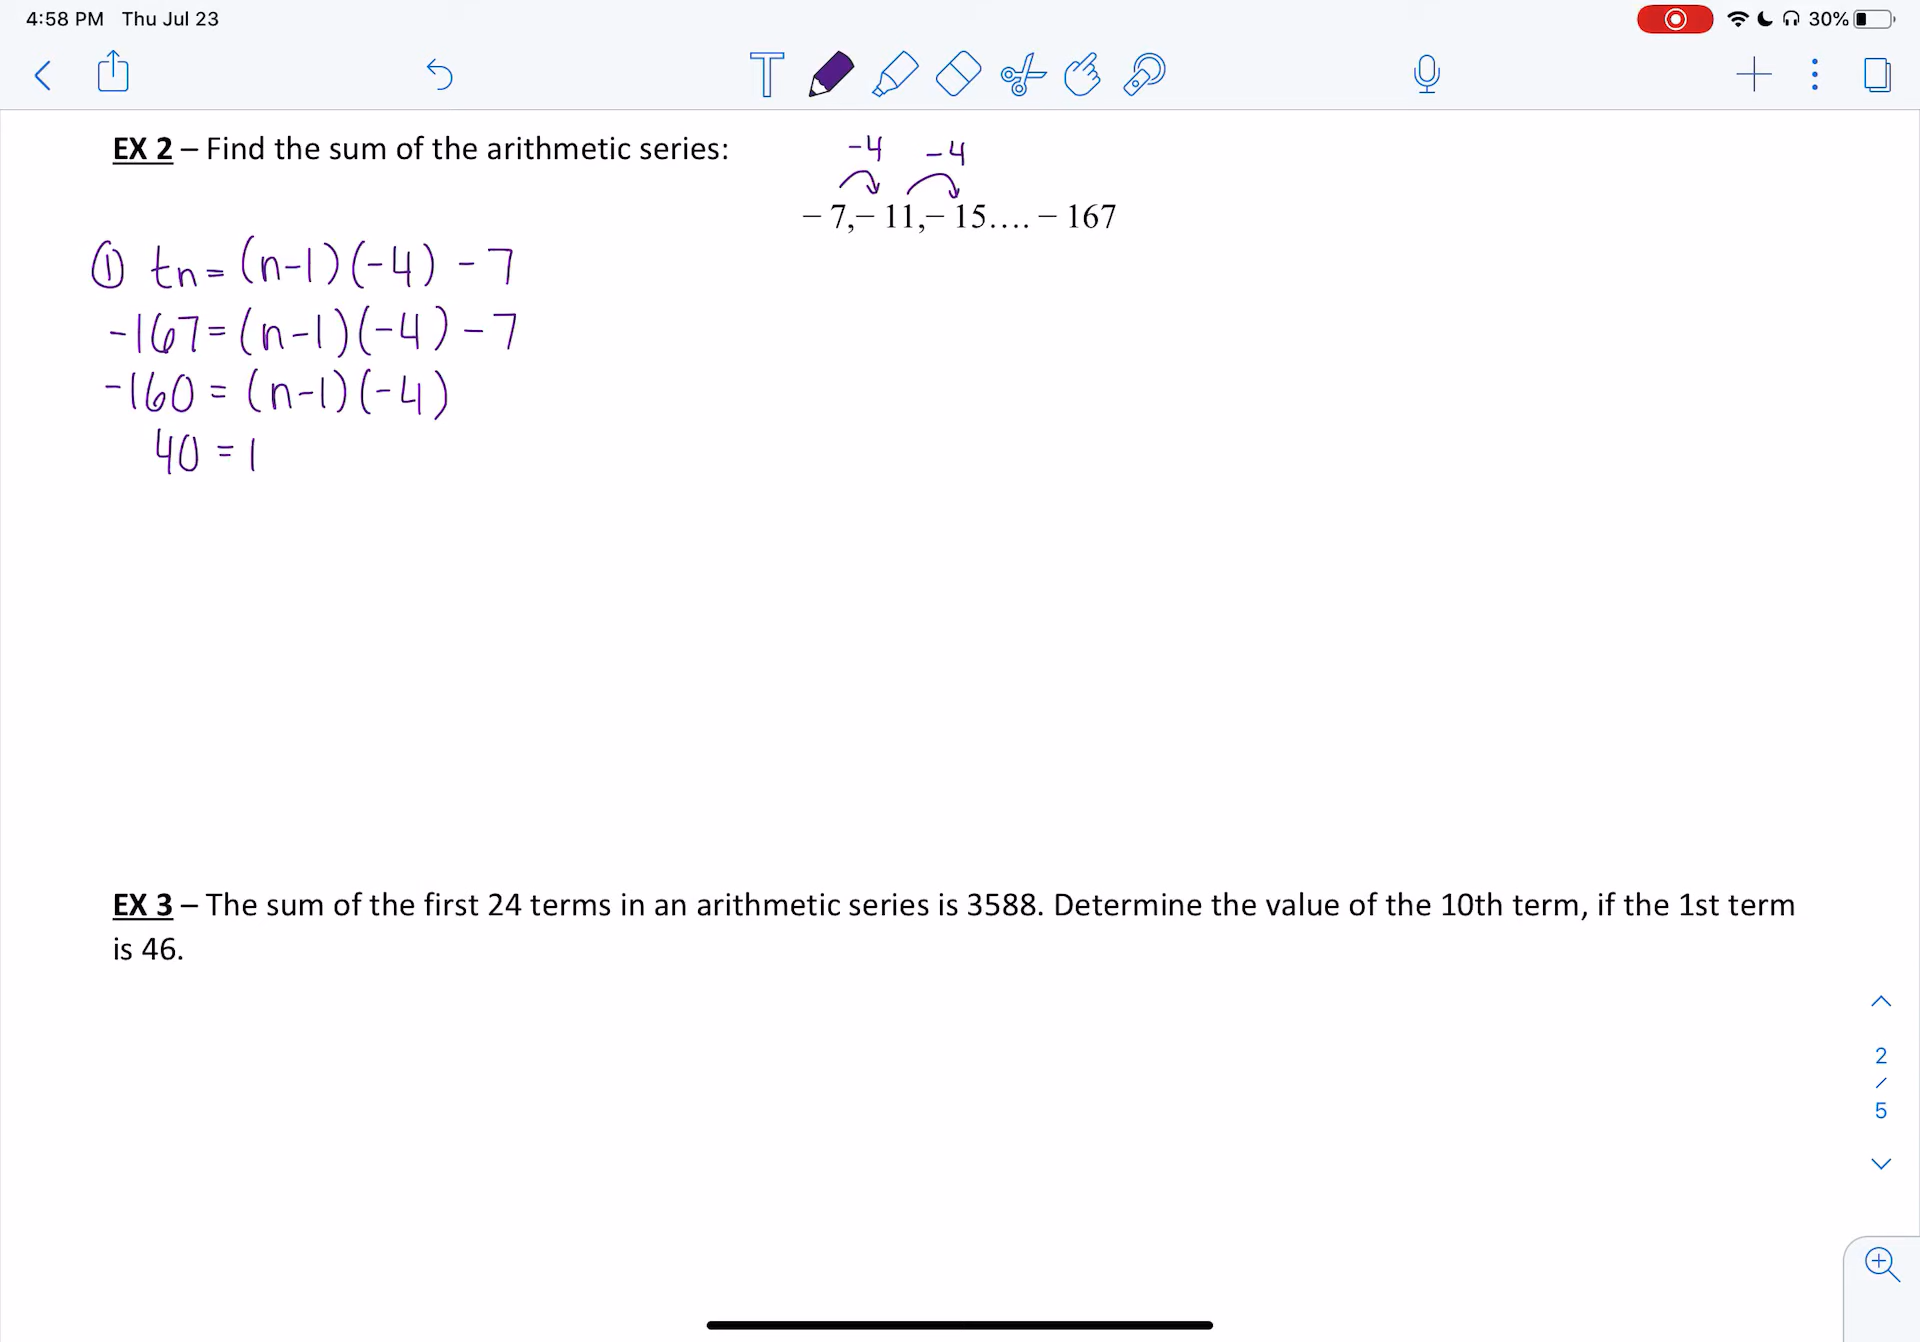 4:58 PM Thu Jul 23
30%
T
EX 2 – Find the sum of the arithmetic series:
-4 -4
– 7,– 11,– 15…. – 167
① tn = (n-1)(-4) - 7
-167 = (n-1)(-4) - 7
-160 = (n-1)(-4)
40 = 1
EX 3 – The sum of the first 24 terms in an arithmetic series is 3588. Determine the value of the 10th term, if the 1st term
is 46.
2
/
5